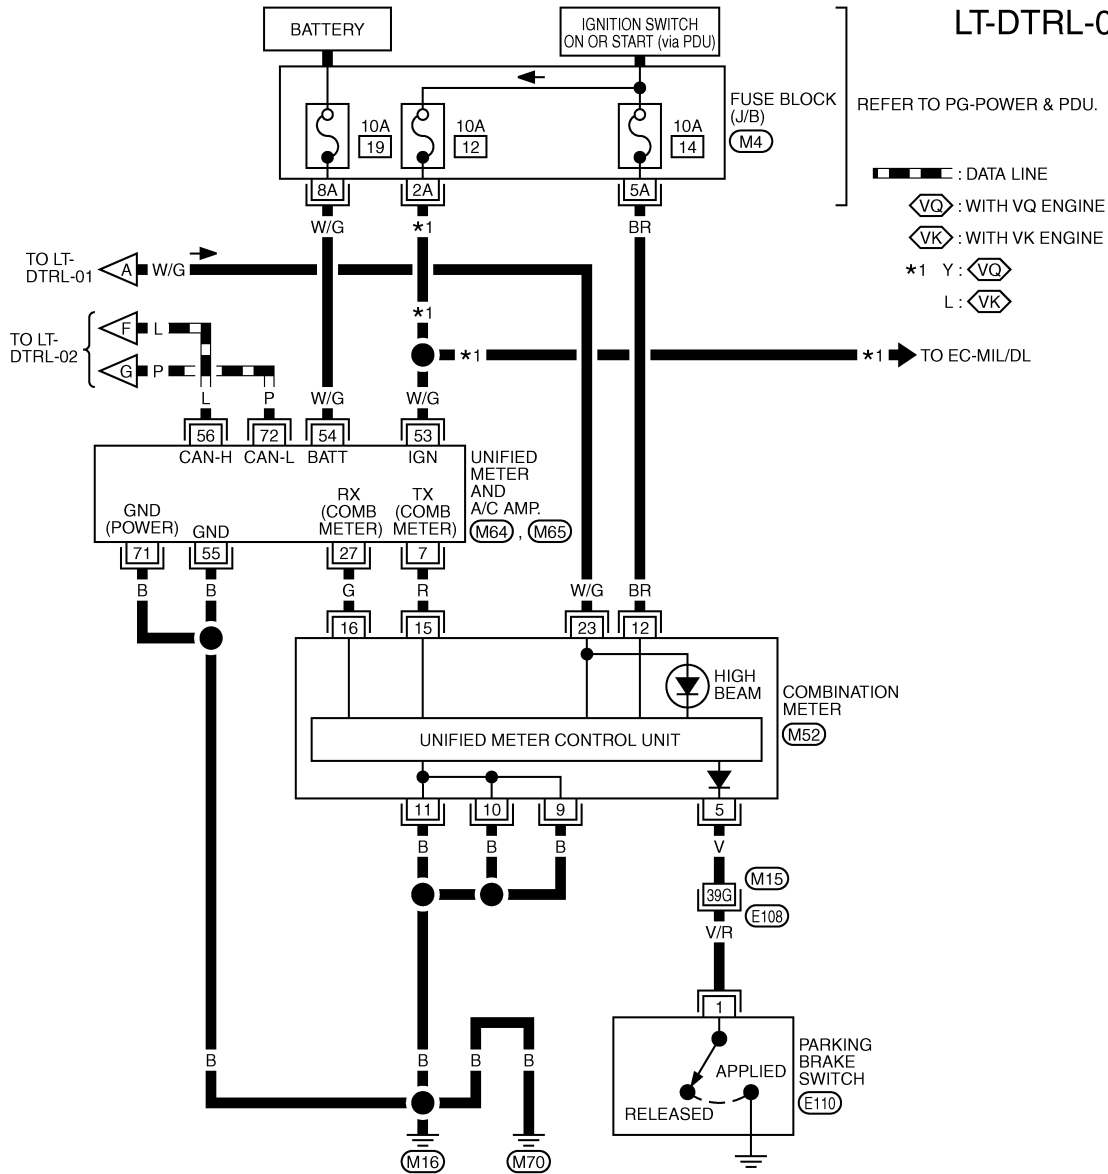 LT-DTRL-0
BATTERY
IGNITION SWITCH
ON OR START (via PDU)
FUSE BLOCK
(J/B)
M4
REFER TO PG-POWER & PDU.
10A
19
10A
12
10A
14
8A
2A
5A
: DATA LINE
VQ : WITH VQ ENGINE
VK : WITH VK ENGINE
*1 Y : VQ
L : VK
W/G
*1
BR
TO LT-
DTRL-01
A
W/G
*1
TO LT-
DTRL-02
F
L
G
P
*1
*1
TO EC-MIL/DL
L
P
W/G
W/G
56
72
54
53
CAN-H
CAN-L
BATT
IGN
UNIFIED
METER
AND
A/C AMP.
M64 , M65
GND
(POWER)
GND
RX
(COMB
METER)
TX
(COMB
METER)
71
55
27
7
B
B
G
R
W/G
BR
16
15
23
12
HIGH
BEAM
COMBINATION
METER
M52
UNIFIED METER CONTROL UNIT
11
10
9
5
B
B
B
V
M15
39G
E108
V/R
1
PARKING
BRAKE
SWITCH
E110
APPLIED
RELEASED
B
B
B
B
M16
M70